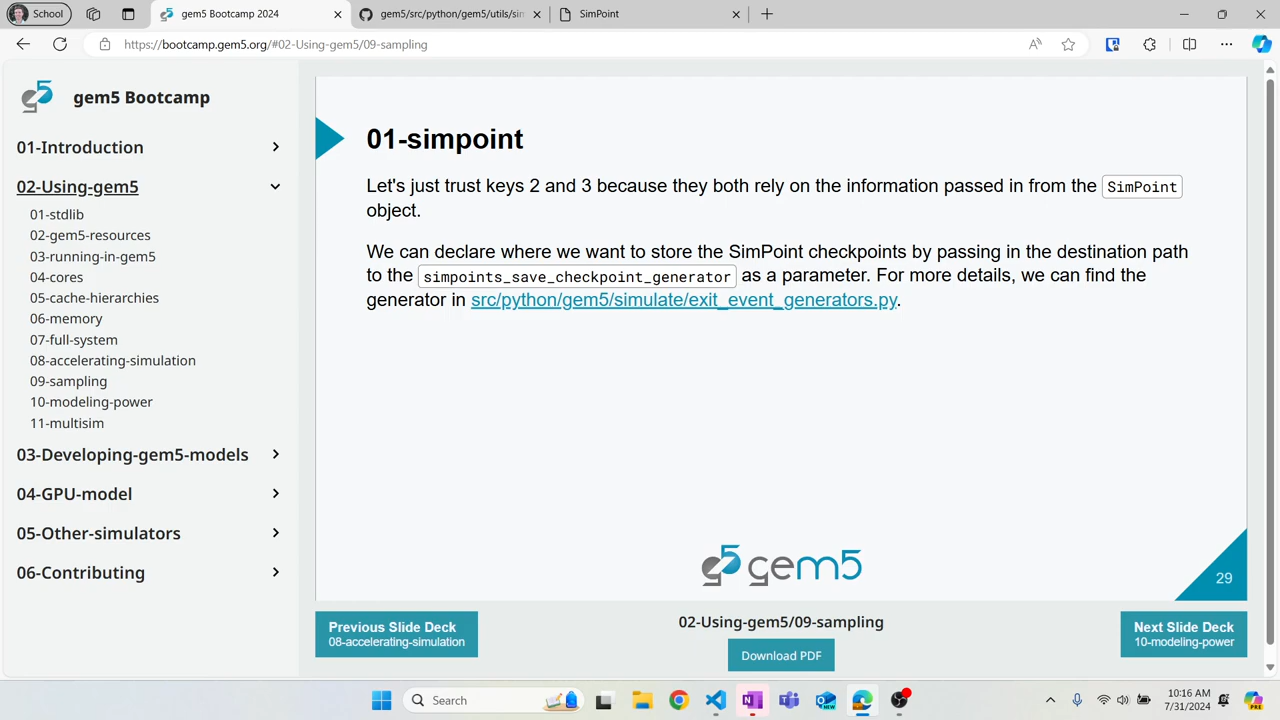 School
gem5 Bootcamp 2024
gem5/src/python/gem5/utils/sin
SimPoint
https://bootcamp.gem5.org/#02-Using-gem5/09-sampling
gem5 Bootcamp
01-Introduction
02-Using-gem5
01-stdlib
02-gem5-resources
03-running-in-gem5
04-cores
05-cache-hierarchies
06-memory
07-full-system
08-accelerating-simulation
09-sampling
10-modeling-power
11-multisim
03-Developing-gem5-models
04-GPU-model
05-Other-simulators
06-Contributing
01-simpoint
Let's just trust keys 2 and 3 because they both rely on the information passed in from the SimPoint
object.
We can declare where we want to store the SimPoint checkpoints by passing in the destination path
to the simpoints_save_checkpoint_generator as a parameter. For more details, we can find the
generator in src/python/gem5/simulate/exit_event_generators.py.
gem5
29
Previous Slide Deck
08-accelerating-simulation
02-Using-gem5/09-sampling
Download PDF
Next Slide Deck
10-modeling-power
Search
10:16 AM
7/31/2024